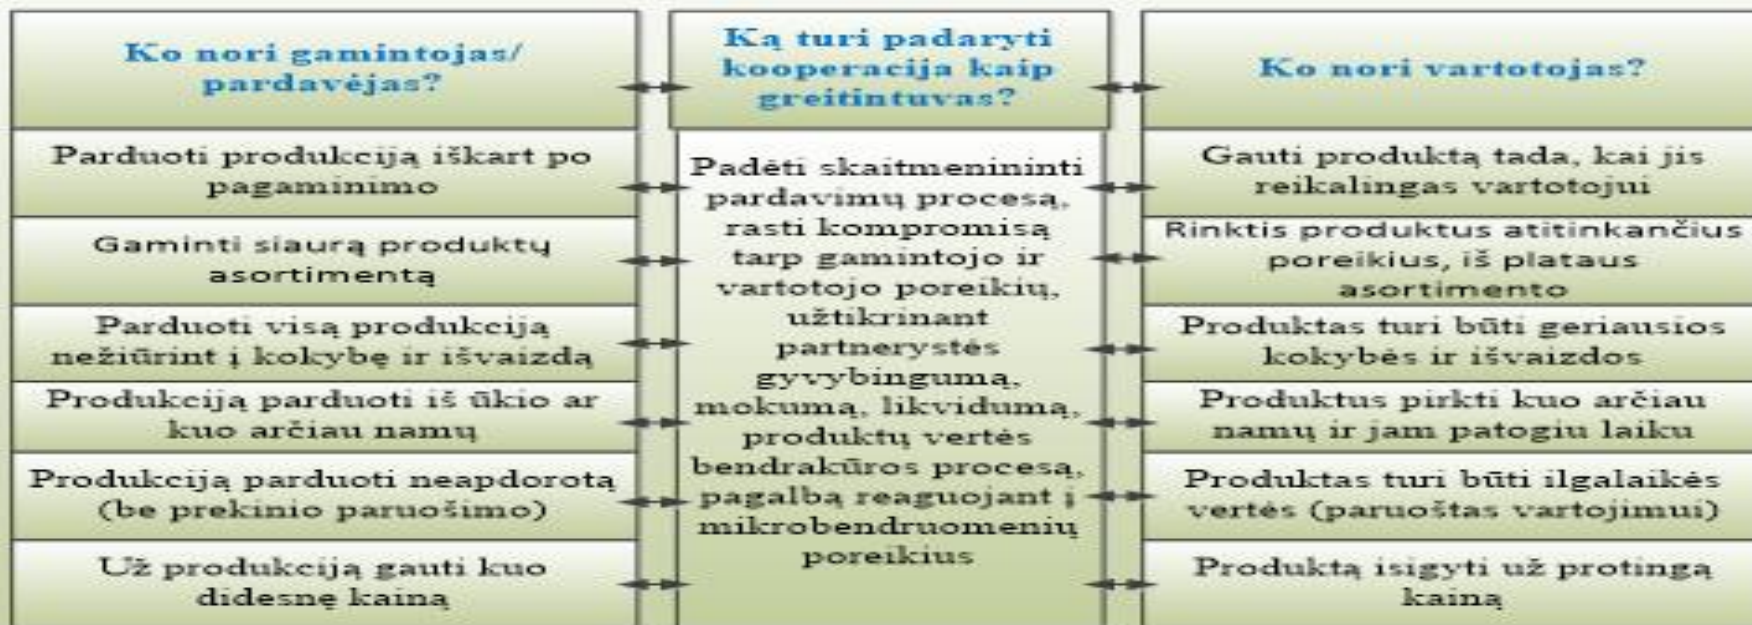 Ko nori gamintojas/
pardavėjas?
Parduoti produkciją iškart po
pagaminimo
Gaminti siaurą produktų
asortimentą
Parduoti visą produkciją
nežiūrint į kokybę ir išvaizdą
Produkciją parduoti iš ūkio ar
kuo arčiau namų
Produkciją parduoti neapdorotą
(be prekinio paruošimo)
Už produkciją gauti kuo
didesnę kainą
Ką turi padaryti
kooperacija kaip
greitintuvas?
Padėti skaitmenininti
pardavimų procesą,
rasti kompromisą
tarp gamintojo ir
vartotojo poreikių,
užtikrinant
partnerystės
gyvybingumą,
mokumą, likvidumą,
produktų vertės
bendrakūros procesą,
pagalbą reaguojant į
mikrobendruomenių
poreikius
Ko nori vartotojas?
Gauti produktą tada, kai jis
reikalingas vartotojui
Rinktis produktus atitinkančius
poreikius, iš plataus
asortimento
Produktas turi būti geriausios
kokybės ir išvaizdos
Produktus pirkti kuo arčiau
namų ir jam patogiu laiku
Produktas turi būti ilgalaikės
vertės (paruoštas vartojimui)
Produktą isigyti už protingą
kainą